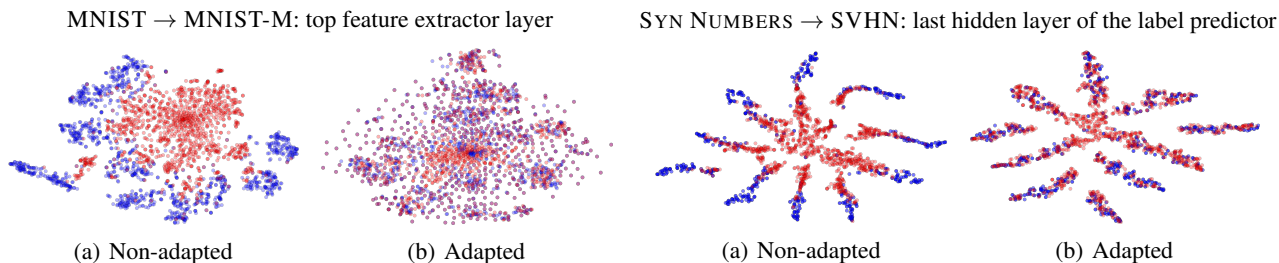 MNIST → MNIST-M: top feature extractor layer
SYN NUMBERS → SVHN: last hidden layer of the label predictor
(a) Non-adapted
(b) Adapted
(a) Non-adapted
(b) Adapted